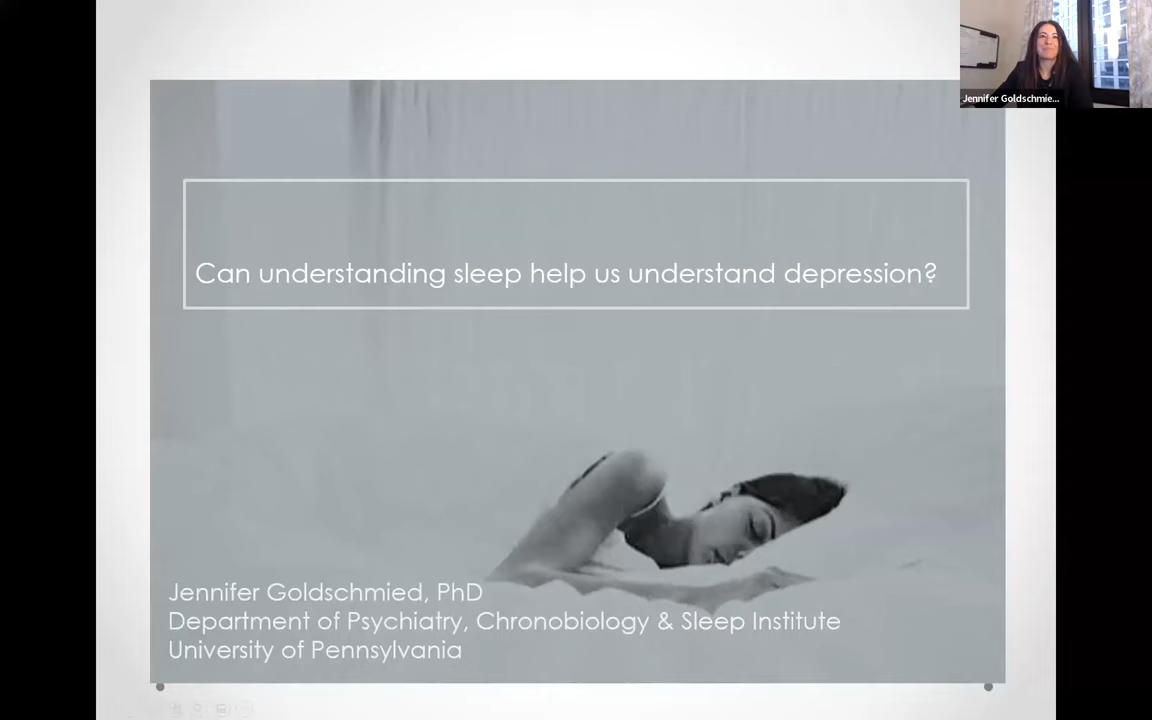 Jennifer Goldschmie...
Can understanding sleep help us understand depression?
Jennifer Goldschmied, PhD
Department of Psychiatry, Chronobiology & Sleep Institute
University of Pennsylvania